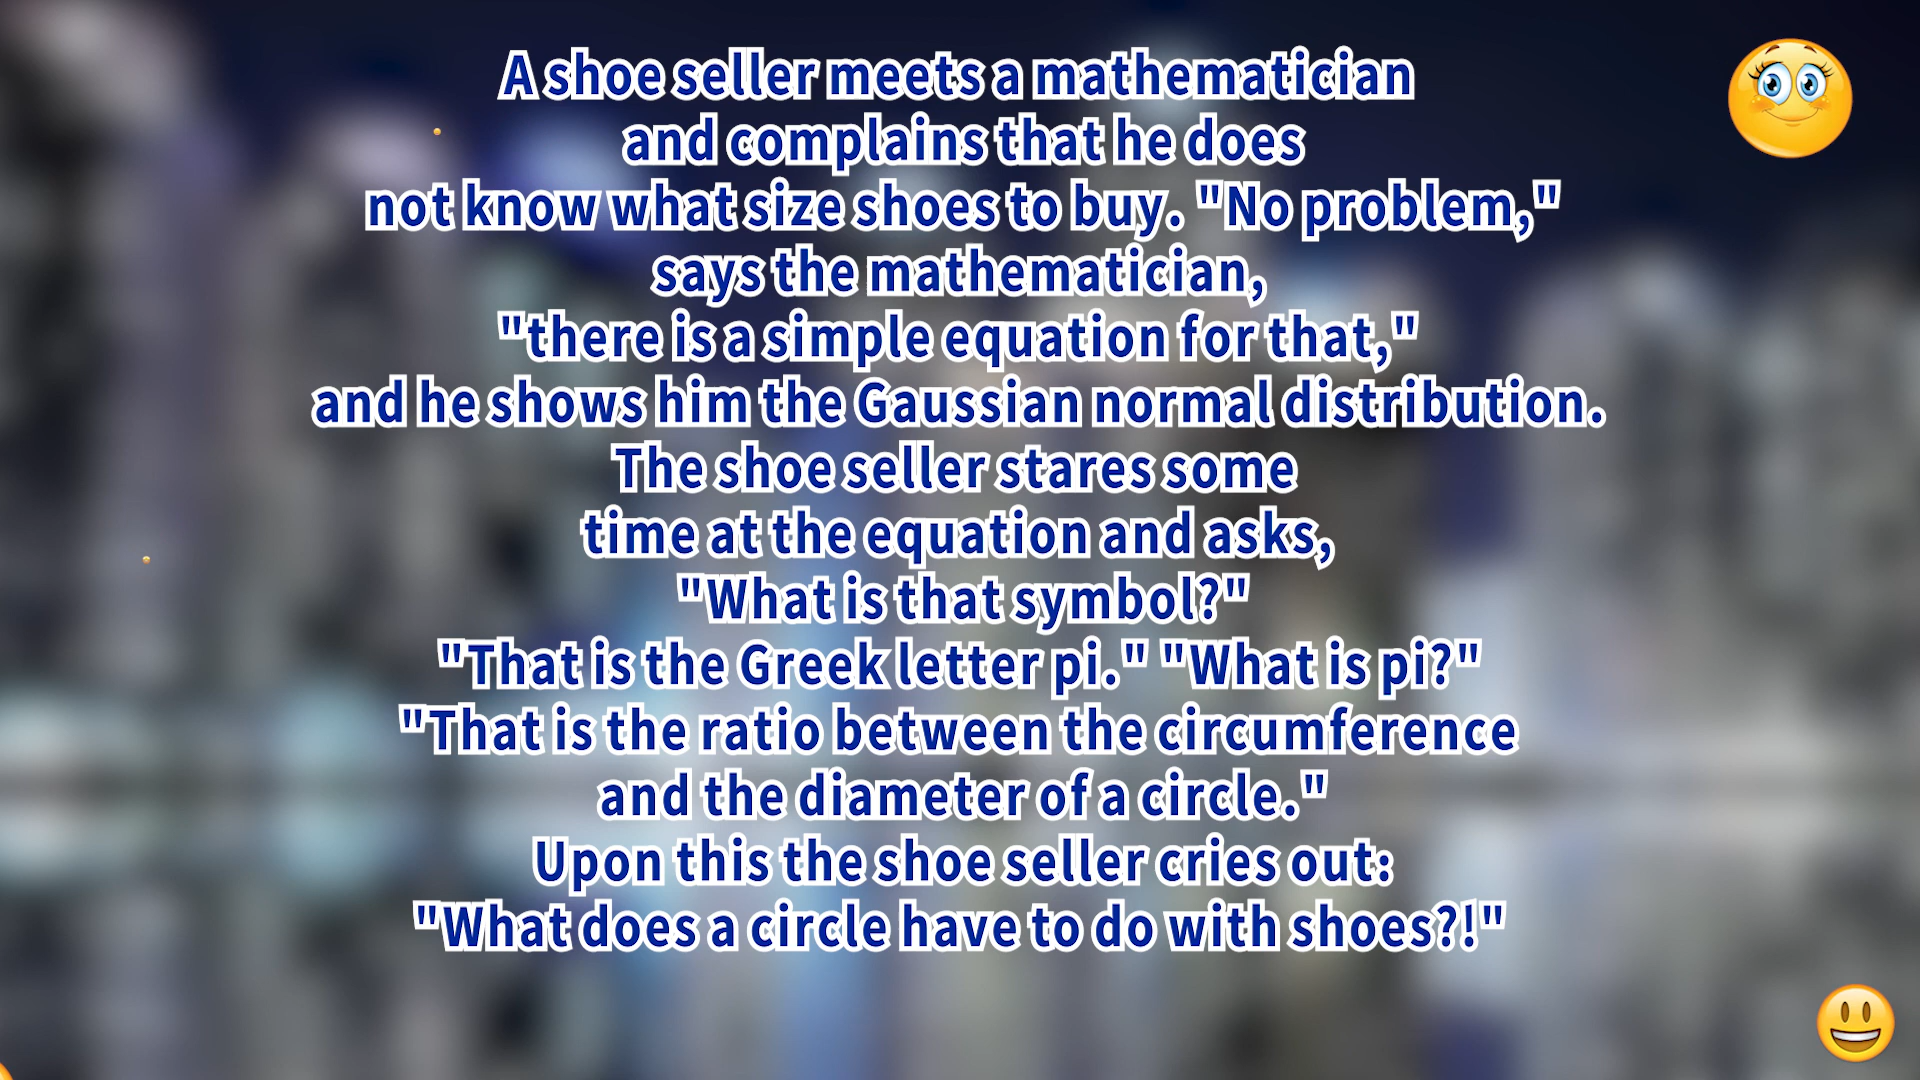 A shoe seller meets a mathematician
and complains that he does
not know what size shoes to buy. "No problem,"
says the mathematician,
"there is a simple equation for that,"
and he shows him the Gaussian normal distribution.
The shoe seller stares some
time at the equation and asks,
"What is that symbol?"
"That is the Greek letter pi." "What is pi?"
"That is the ratio between the circumference
and the diameter of a circle."
Upon this the shoe seller cries out:
"What does a circle have to do with shoes?!"